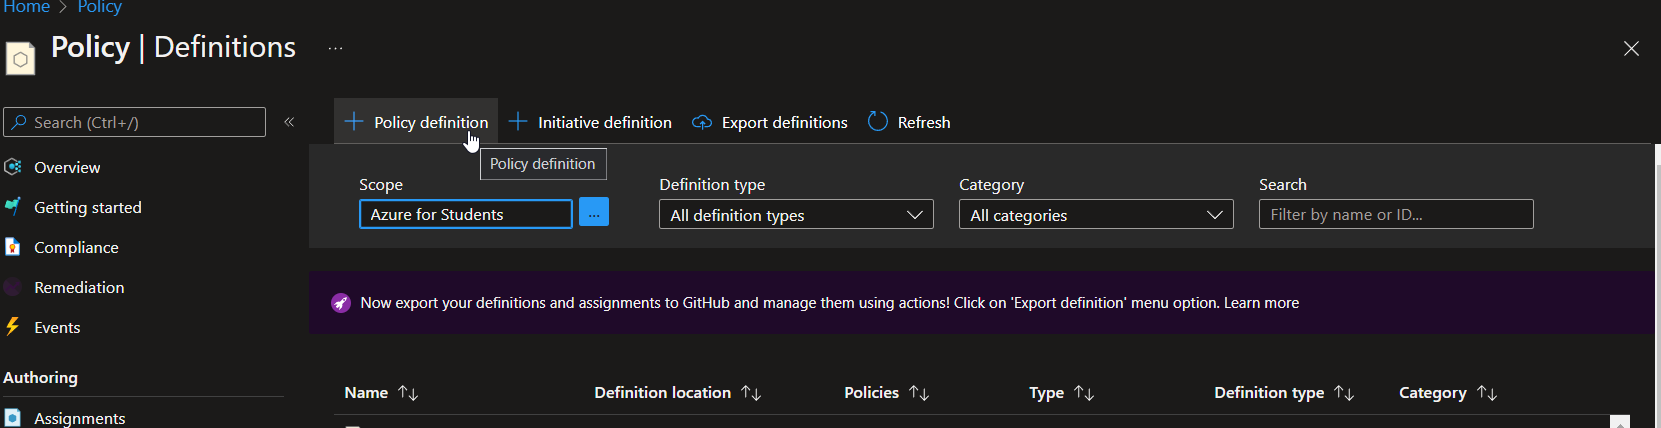 Home > Policy
Policy | Definitions ...
Search (Ctrl+/) «
Overview
Getting started
Compliance
Remediation
Events
Authoring
Assignments
+ Policy definition + Initiative definition Export definitions Refresh
Policy definition
Scope Definition type Category Search
Azure for Students ... All definition types All categories Filter by name or ID...
Now export your definitions and assignments to GitHub and manage them using actions! Click on 'Export definition' menu option. Learn more
Name ↑↓ Definition location ↑↓ Policies ↑↓ Type ↑↓ Definition type ↑↓ Category ↑↓